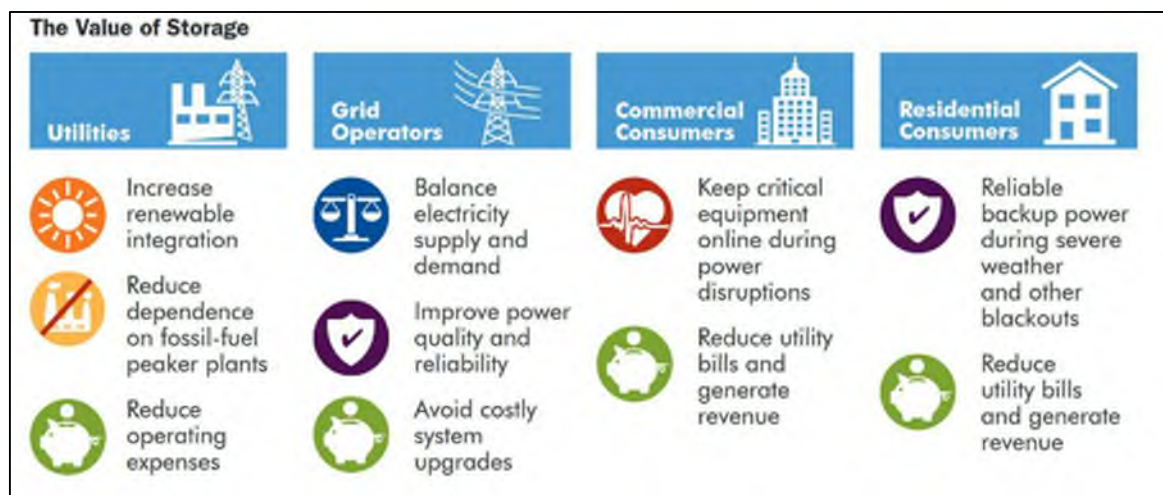 The Value of Storage
Utilities
Increase
renewable
integration
Reduce
dependence
on fossil-fuel
peaker plants
Reduce
operating
expenses
Grid
Operators
Balance
electricity
supply and
demand
Improve power
quality and
reliability
Avoid costly
system
upgrades
Commercial
Consumers
Keep critical
equipment
online during
power
disruptions
Reduce utility
bills and
generate
revenue
Residential
Consumers
Reliable
backup power
during severe
weather
and other
blackouts
Reduce
utility bills
and generate
revenue